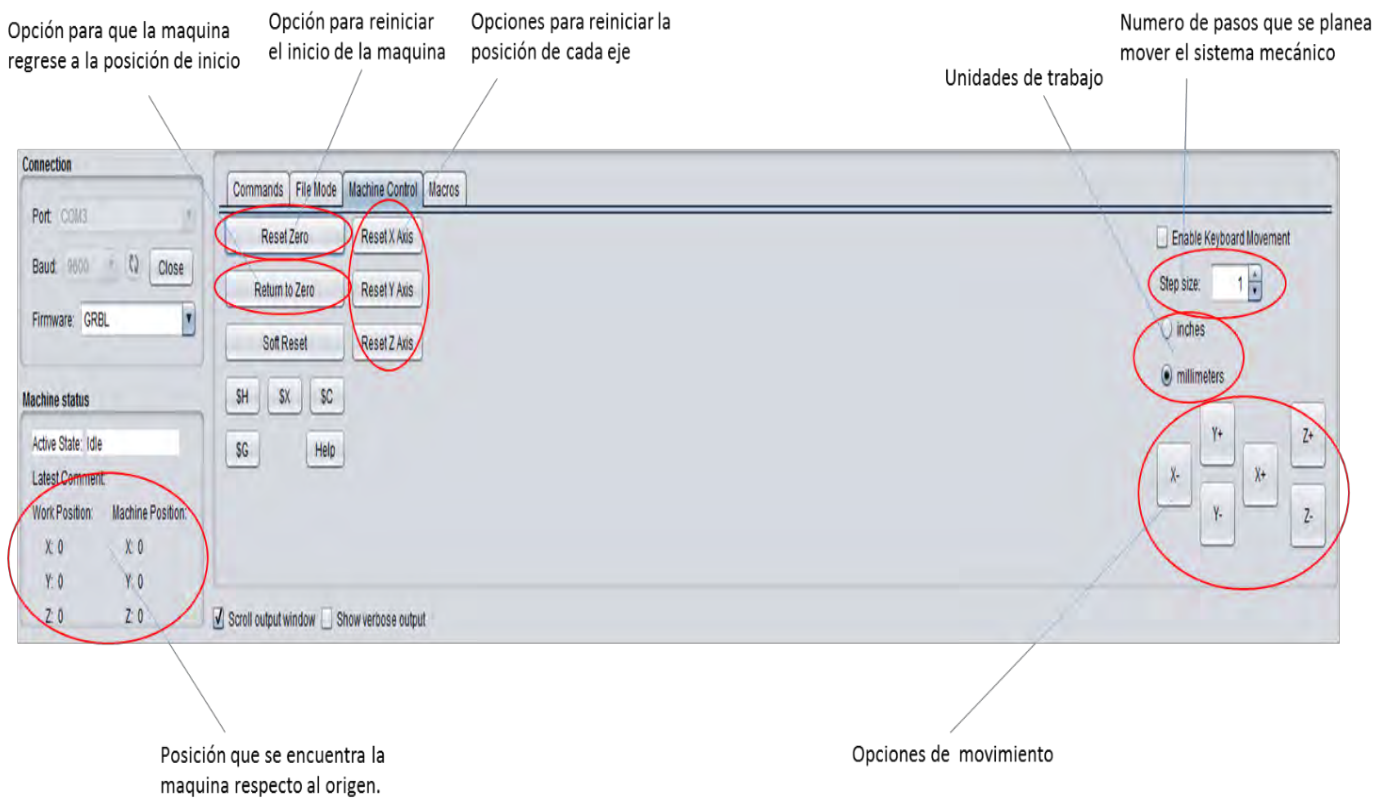 Opción para que la maquina
regrese a la posición de inicio
Opción para reiniciar
el inicio de la maquina
Opciones para reiniciar la
posición de cada eje
Unidades de trabajo
Numero de pasos que se planea
mover el sistema mecánico
Connection
Port: COM3
Baud: 9600
Close
Firmware: GRBL
Machine status
Active State: Idle
Latest Comment:
Work Position: Machine Position:
X: 0 X: 0
Y: 0 Y: 0
Z: 0 Z: 0
Commands File Mode Machine Control Macros
Reset Zero Reset X Axis
Return to Zero Reset Y Axis
Soft Reset Reset Z Axis
$H $X $C
$G Help
Enable Keyboard Movement
Step size: 1
inches
millimeters
Y+ Z+
X- X+
Y- Z-
Scroll output window Show verbose output
Posición que se encuentra la
maquina respecto al origen.
Opciones de movimiento